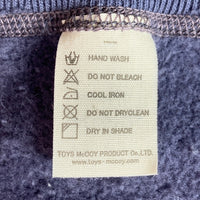 HAND WASH
DO NOT BLEACH
COOL IRON
DO NOT DRYCLEAN
DRY IN SHADE
TOYS McCOY PRODUCT Co.,LTD.
toys-mccoy.com